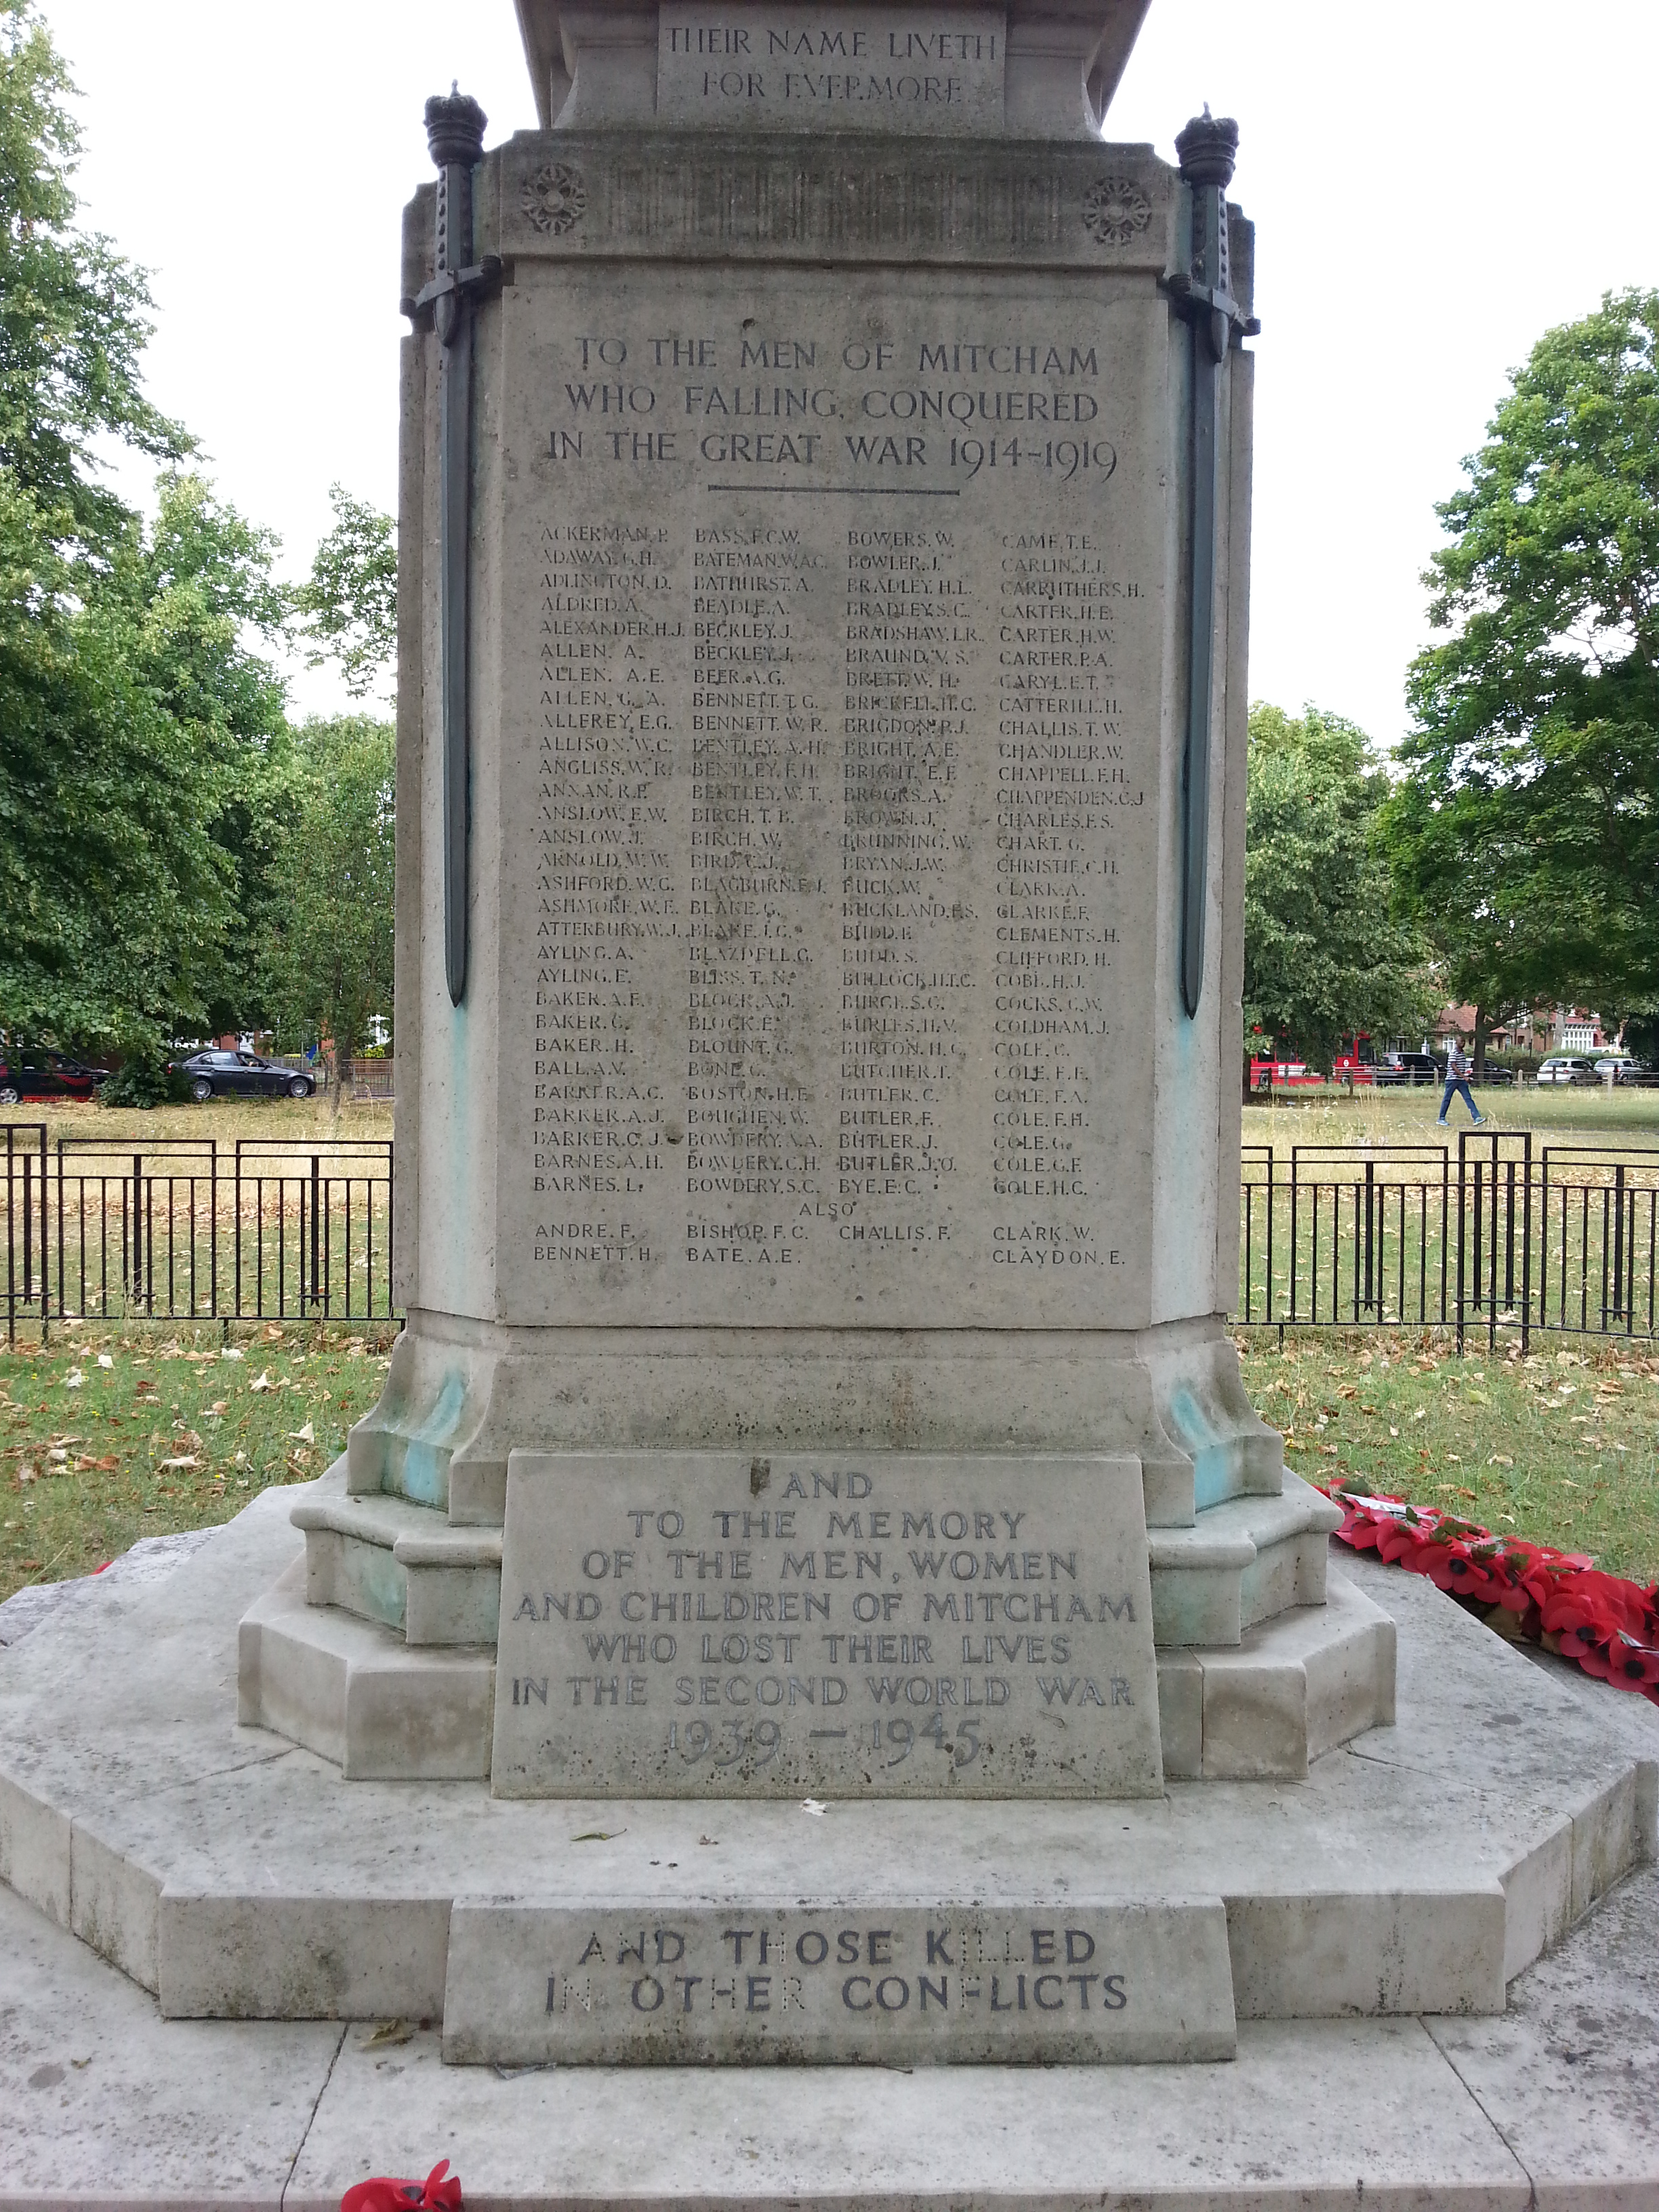 THEIR NAME LIVETH
FOR EVERMORE
TO THE MEN OF MITCHAM
WHO FALLING, CONQUERED
IN THE GREAT WAR 1914-1919
ACKERMAN.P. BASS.F.C.W. BOWERS.W. CAME.T.E.
ADAWAY.G.H. BATEMAN.W.A.C. BOWLER.J. CARLIN.J.J.
ADLINGTON.D. BATHURST.A. BRADLEY.H.L. CARRUTHERS.H.
ALDRED.A. BEADLE.A. BRADLEY.S.C. CARTER.H.E.
ALEXANDER.H.J. BECKLEY.J. BRADSHAW.L.R. CARTER.H.W.
ALLEN. A. BECKLEY.J. BRAUND.V.S. CARTER.P.A.
ALLEN. A.E. BEER.A.G. BRETT.W.H. CARYL.E.T.
ALLEN.G.A. BENNETT.T.G. BRICKELL.H.C. CATTERILL.H.
ALLEREY.E.G. BENNETT.W.R. BRIGDON.P.J. CHALLIS.T.W.
ALLISON.W.C. BENTLEY.A.H. BRIGHT.A.E. CHANDLER.W.
ANGLISS.W.R. BENTLEY.F.H. BRIGHT.E.F. CHAPPELL.F.H.
ANNAN.R.P. BENTLEY.W.T. BROOKS.A. CHAPPENDEN.C.J
ANSLOW.E.W. BIRCH.T.B. BROWN.J. CHARLES.F.S.
ANSLOW.J. BIRCH.W. BRUNNING.W. CHART.G.
ARNOLD.W.W. BIRD.C.J. BRYAN.J.W. CHRISTIE.C.H.
ASHFORD.W.G. BLAGBURN.F.J. BUCK.W. CLARK.A.
ASHMORE.W.F. BLAKE.G. BUCKLAND.F.S. CLARKE.F.
ATTERBURY.W.J. BLAKE.J.G. BUDD.F. CLEMENTS.H.
AYLING.A. BLAZDELL.G. BUDD.S. CLIFFORD.H.
AYLING.E. BLISS.T.N. BULLOCK.H.T.C. COBB.H.J.
BAKER.A.F. BLOCK.A.J. BURGE.S.G. COCKS.C.W.
BAKER.G. BLOCK.E. BURLES.H.V. COLDHAM.J.
BAKER.H. BLOUNT.G. BURTON.H.C. COLE.C.
BALL.A.V. BONE.G. BUTCHER.T. COLE.E.E.
BARKER.A.C. BOSTON.H.E BUTLER.C. COLE.F.A.
BARKER.A.J. BOUGHEN.W. BUTLER.F. COLE.F.H.
BARKER.C.J. BOWDERY.A.A. BUTLER.J. COLE.G.
BARNES.A.H. BOWDERY.C.H. BUTLER.J.O. COLE.G.F.
BARNES.L. BOWDERY.S.C. BYE.E.C. COLE.H.C.
ALSO
ANDRE.F. BISHOP.F.C. CHALLIS.F. CLARK.W.
BENNETT.H. BATE.A.E. CLAYDON.E.
AND
TO THE MEMORY
OF THE MEN, WOMEN
AND CHILDREN OF MITCHAM
WHO LOST THEIR LIVES
IN THE SECOND WORLD WAR
1939 — 1945
AND THOSE KILLED
IN OTHER CONFLICTS